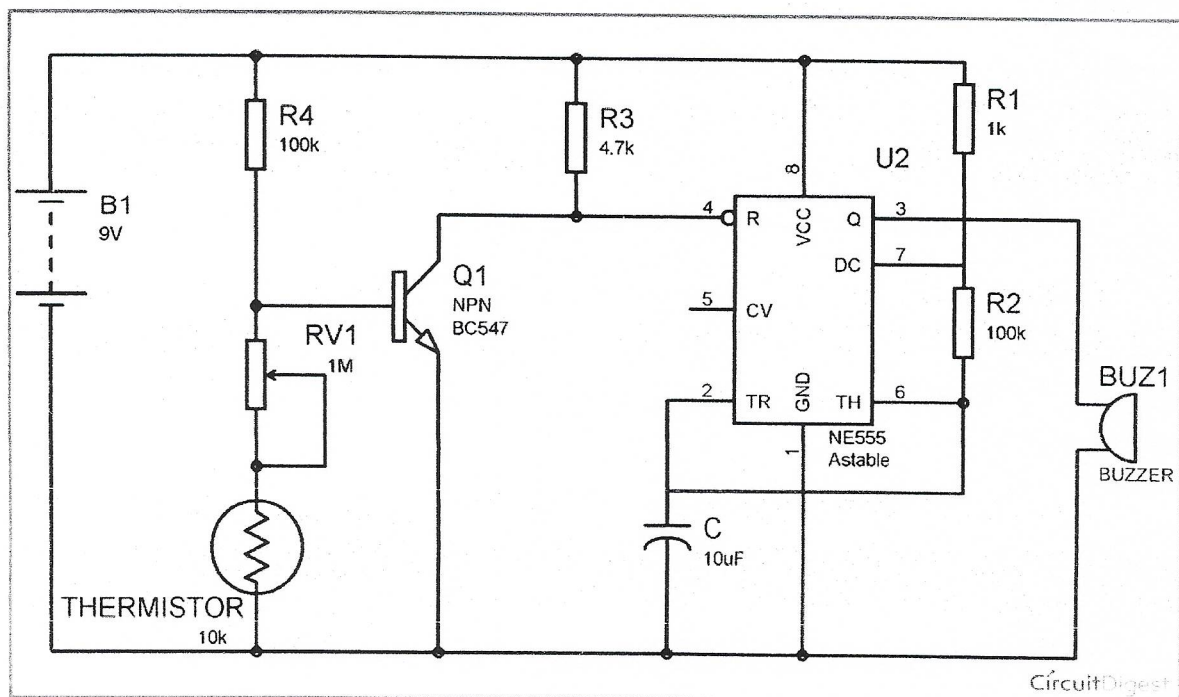 R4
100k
R3
4.7k
R1
1k
U2
8
B1
9V
4
R
VCC
Q
3
DC
7
Q1
NPN
BC547
5
CV
R2
100k
RV1
1M
2
TR
GND
TH
6
BUZ1
NE555
Astable
1
BUZZER
C
10uF
THERMISTOR
10k
CircuitDigest